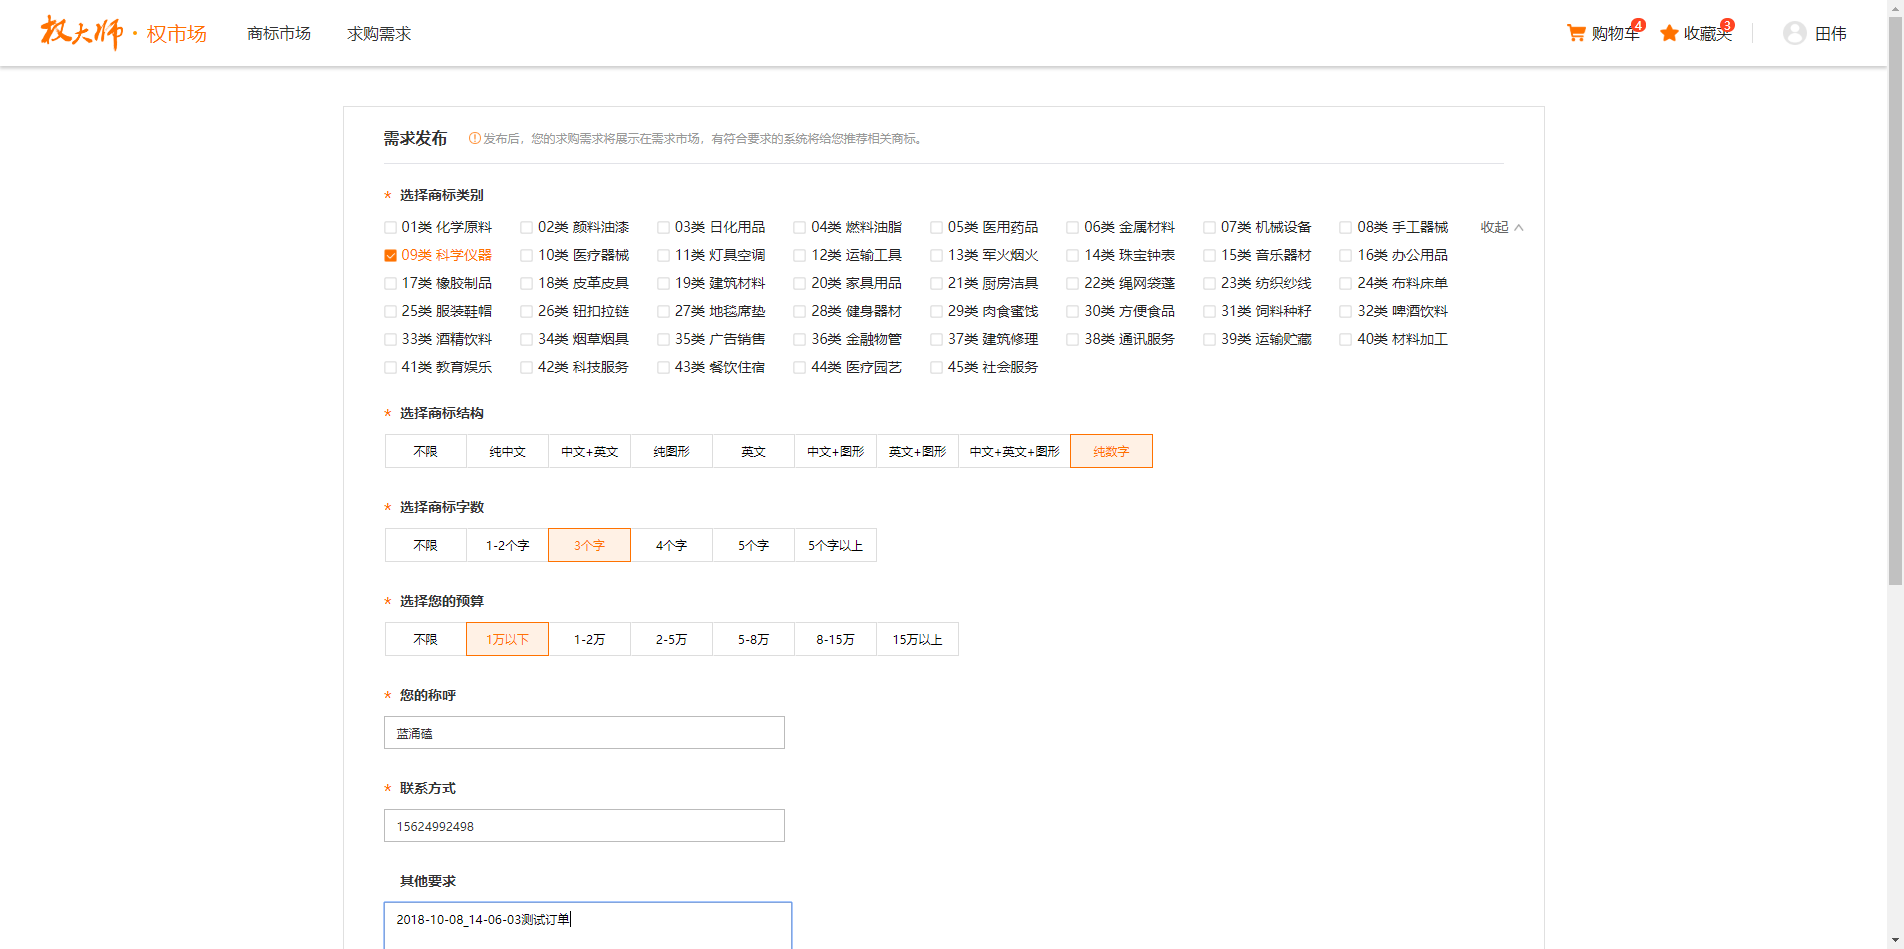 权大师·权市场 商标市场 求购需求 购物车 4 收藏夹 3 田伟
需求发布 发布后，您的求购需求将展示在需求市场，有符合要求的系统将给您推荐相关商标。
* 选择商标类别
01类 化学原料 02类 颜料油漆 03类 日化用品 04类 燃料油脂 05类 医用药品 06类 金属材料 07类 机械设备 08类 手工器械 收起
09类 科学仪器 10类 医疗器械 11类 灯具空调 12类 运输工具 13类 军火烟火 14类 珠宝钟表 15类 音乐器材 16类 办公用品
17类 橡胶制品 18类 皮革皮具 19类 建筑材料 20类 家具用品 21类 厨房洁具 22类 绳网袋蓬 23类 纺织纱线 24类 布料床单
25类 服装鞋帽 26类 钮扣拉链 27类 地毯席垫 28类 健身器材 29类 肉食蜜饯 30类 方便食品 31类 饲料种籽 32类 啤酒饮料
33类 酒精饮料 34类 烟草烟具 35类 广告销售 36类 金融物管 37类 建筑修理 38类 通讯服务 39类 运输贮藏 40类 材料加工
41类 教育娱乐 42类 科技服务 43类 餐饮住宿 44类 医疗园艺 45类 社会服务
* 选择商标结构
不限 纯中文 中文+英文 纯图形 英文 中文+图形 英文+图形 中文+英文+图形 纯数字
* 选择商标字数
不限 1-2个字 3个字 4个字 5个字 5个字以上
* 选择您的预算
不限 1万以下 1-2万 2-5万 5-8万 8-15万 15万以上
* 您的称呼
蓝涌磕
* 联系方式
15624992498
其他要求
2018-10-08_14-06-03测试订单